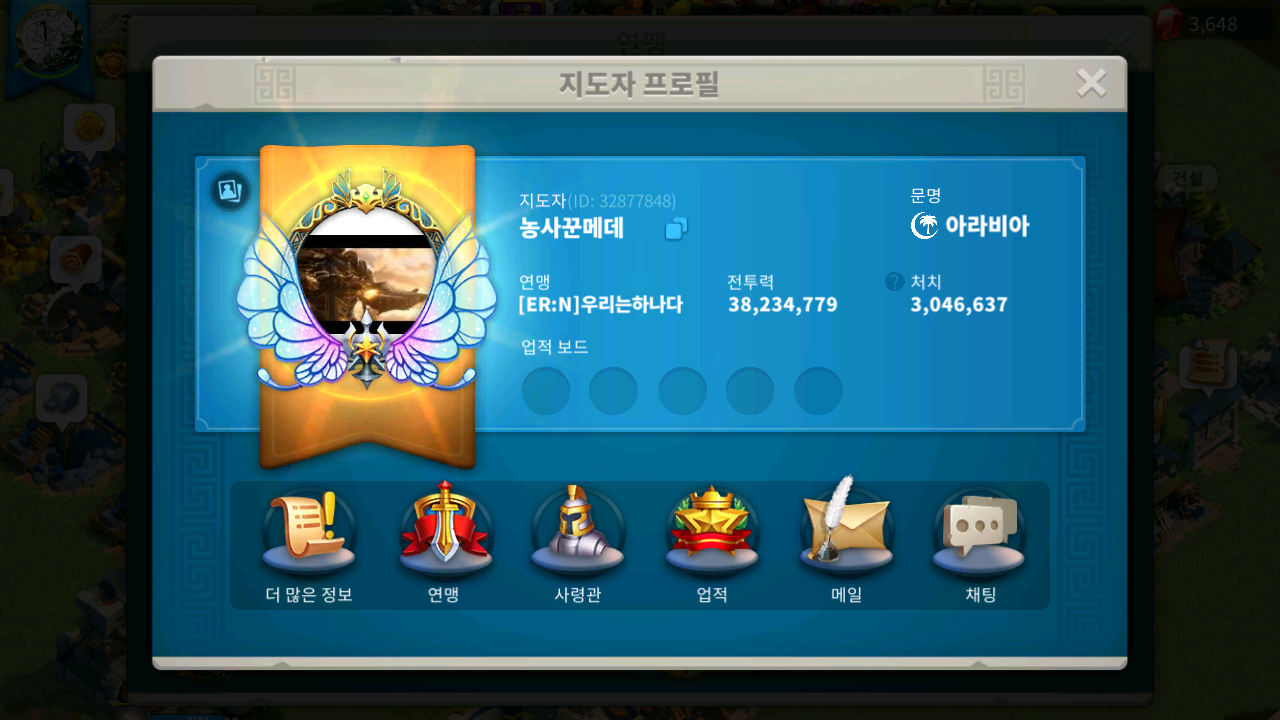 연맹
3,648
지도자 프로필
건설
지도자(ID: 32877848)
농사꾼메데
문명
아라비아
연맹
[ER:N]우리는하나다
전투력
38,234,779
? 처치
3,046,637
업적 보드
더 많은 정보
연맹
사령관
업적
메일
채팅